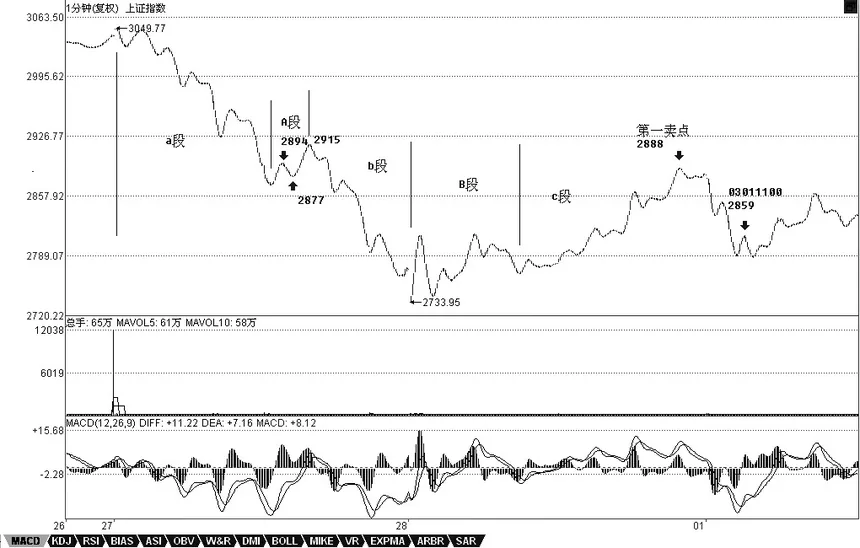 1分钟(复权) 上证指数
3063.50
3049.77
2995.62
2926.77
2857.92
2789.07
2720.22
a段
A段
2894
2915
2877
b段
B段
c段
第一卖点
2888
03011100
2859
2733.95
总手: 65万 MAVOL5: 61万 MAVOL10: 58万
12038
6019
MACD(12,26,9) DIFF: +11.22 DEA: +7.16 MACD: +8.12
+15.68
-2.28
26 27 28 01
MACD KDJ RSI BIAS ASI OBV W&R DMI BOLL MIKE VR EXPMA ARBR SAR